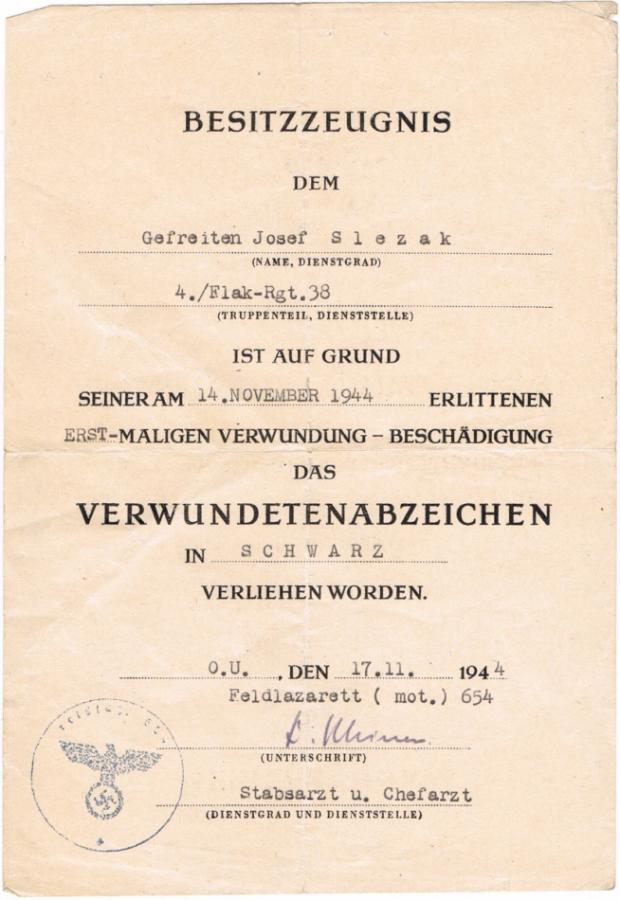 BESITZZEUGNIS
DEM
Gefreiten Josef Slezak
(NAME, DIENSTGRAD)
4./Flak-Rgt.38
(TRUPPENTEIL, DIENSTSTELLE)
IST AUF GRUND
SEINER AM 14.NOVEMBER 1944 ERLITTENEN
ERST-MALIGEN VERWUNDUNG – BESCHÄDIGUNG
DAS
VERWUNDETENABZEICHEN
IN SCHWARZ
VERLIEHEN WORDEN.
O.U. , DEN 17.11. 1944
Feldlazarett ( mot.) 654
(UNTERSCHRIFT)
Stabsarzt u. Chefarzt
(DIENSTGRAD UND DIENSTSTELLE)